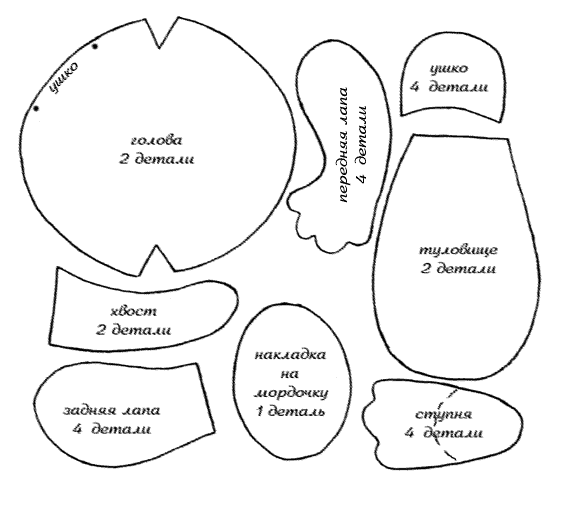 ушко
голова
2 детали
передняя лапа
4 детали
ушко
4 детали
туловище
2 детали
хвост
2 детали
накладка
на
мордочку
1 деталь
задняя лапа
4 детали
ступня
4 детали